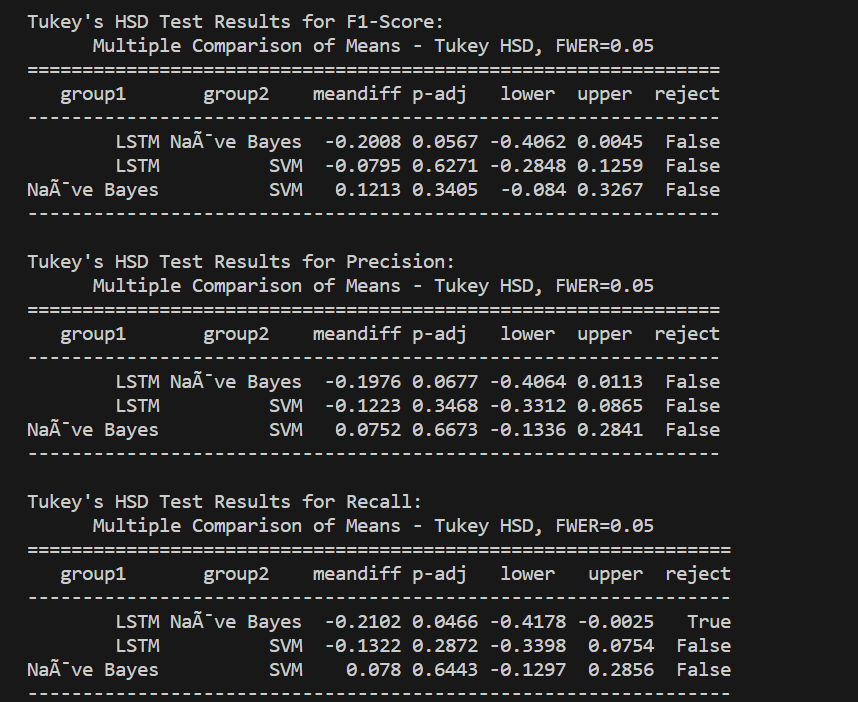 Tukey's HSD Test Results for F1-Score:
      Multiple Comparison of Means - Tukey HSD, FWER=0.05
===============================================================
   group1       group2    meandiff p-adj   lower  upper  reject
---------------------------------------------------------------
        LSTM NaÃ¯ve Bayes  -0.2008 0.0567 -0.4062 0.0045  False
        LSTM          SVM  -0.0795 0.6271 -0.2848 0.1259  False
NaÃ¯ve Bayes          SVM   0.1213 0.3405  -0.084 0.3267  False
---------------------------------------------------------------

Tukey's HSD Test Results for Precision:
      Multiple Comparison of Means - Tukey HSD, FWER=0.05
===============================================================
   group1       group2    meandiff p-adj   lower  upper  reject
---------------------------------------------------------------
        LSTM NaÃ¯ve Bayes  -0.1976 0.0677 -0.4064 0.0113  False
        LSTM          SVM  -0.1223 0.3468 -0.3312 0.0865  False
NaÃ¯ve Bayes          SVM   0.0752 0.6673 -0.1336 0.2841  False
---------------------------------------------------------------

Tukey's HSD Test Results for Recall:
      Multiple Comparison of Means - Tukey HSD, FWER=0.05
================================================================
   group1       group2    meandiff p-adj   lower   upper  reject
----------------------------------------------------------------
        LSTM NaÃ¯ve Bayes  -0.2102 0.0466 -0.4178 -0.0025   True
        LSTM          SVM  -0.1322 0.2872 -0.3398  0.0754  False
NaÃ¯ve Bayes          SVM    0.078 0.6443 -0.1297  0.2856  False
----------------------------------------------------------------